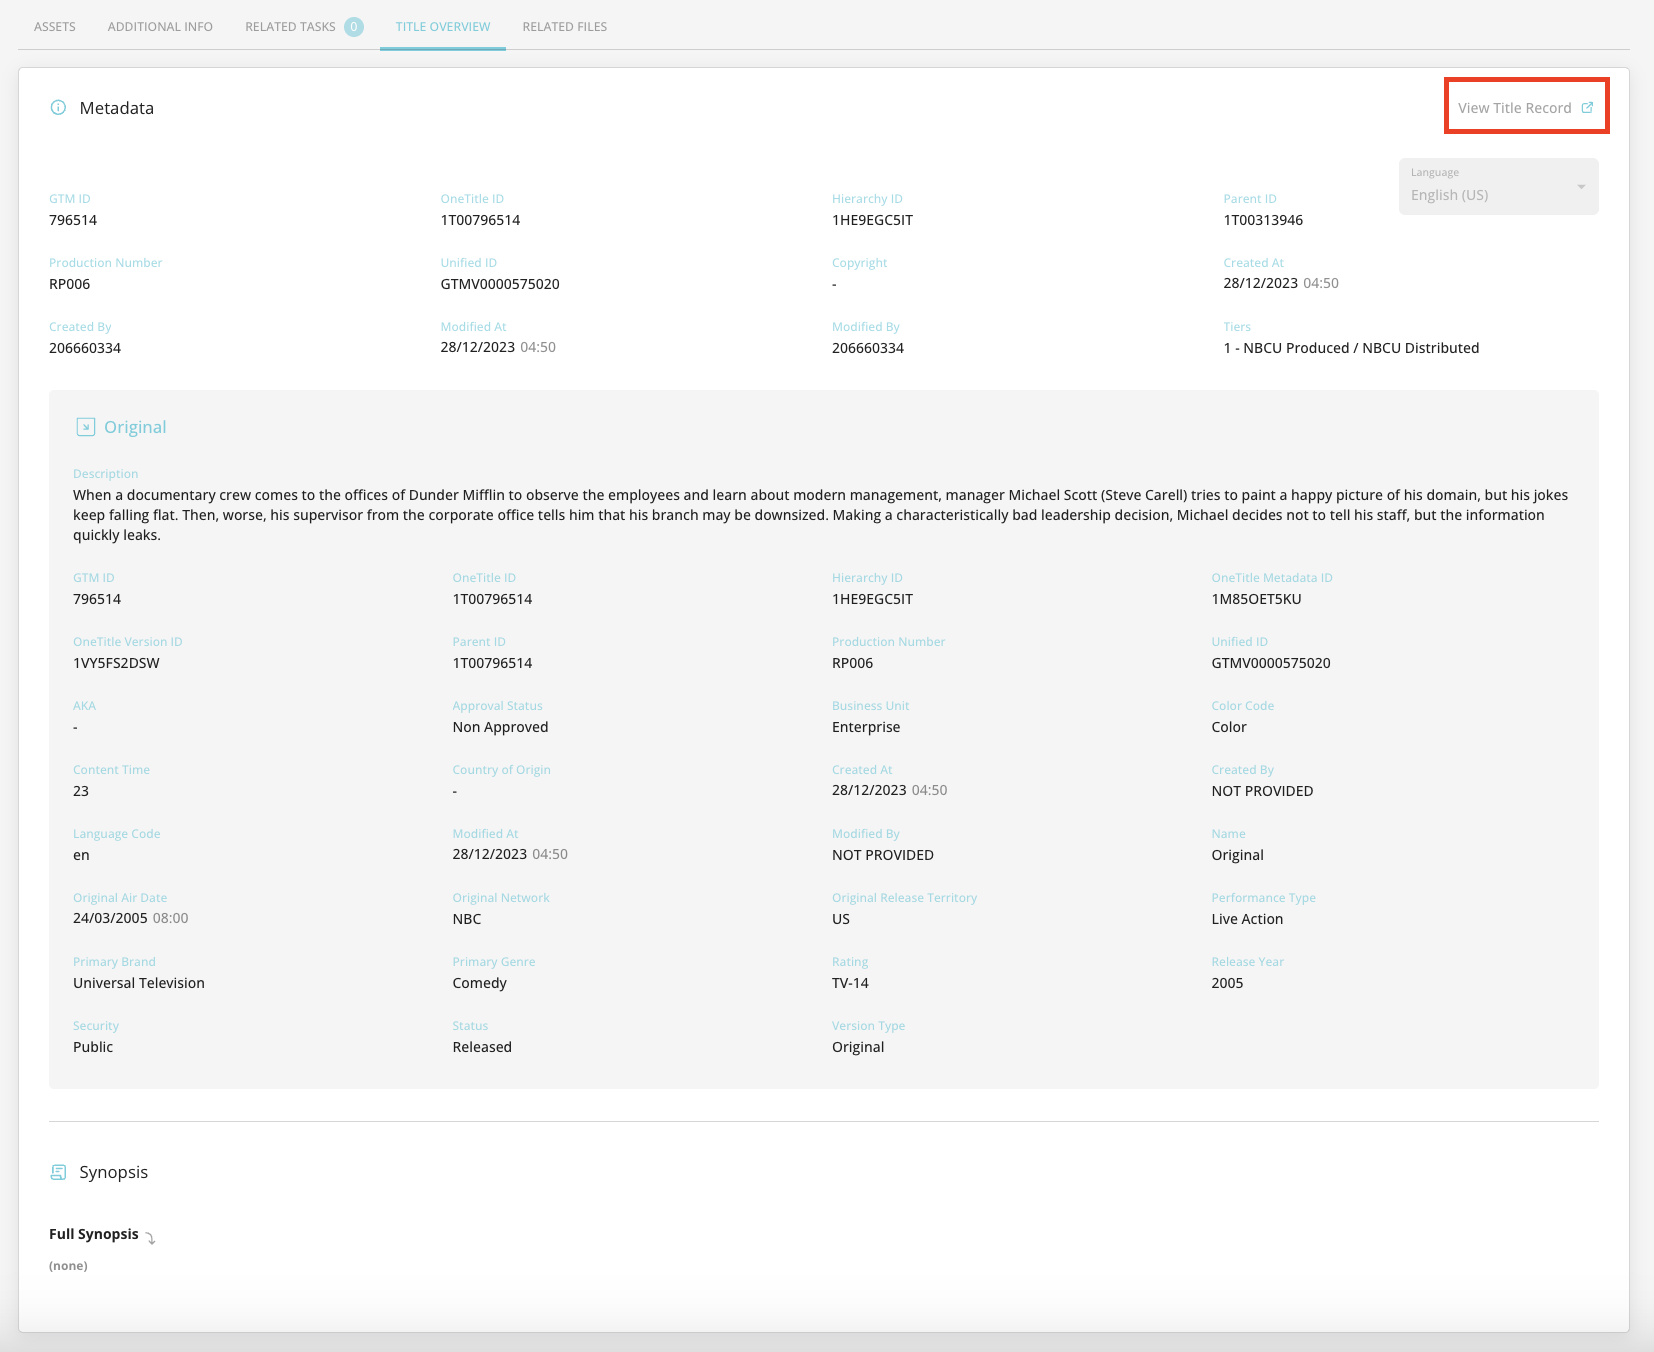 ASSETS ADDITIONAL INFO RELATED TASKS 0 TITLE OVERVIEW RELATED FILES
Metadata
View Title Record
Language
English (US)
GTM ID OneTitle ID Hierarchy ID Parent ID
796514 1T00796514 1HE9EGC5IT 1T00313946
Production Number Unified ID Copyright Created At
RP006 GTMV0000575020 - 28/12/2023 04:50
Created By Modified At Modified By Tiers
206660334 28/12/2023 04:50 206660334 1 - NBCU Produced / NBCU Distributed
Original
Description
When a documentary crew comes to the offices of Dunder Mifflin to observe the employees and learn about modern management, manager Michael Scott (Steve Carell) tries to paint a happy picture of his domain, but his jokes
keep falling flat. Then, worse, his supervisor from the corporate office tells him that his branch may be downsized. Making a characteristically bad leadership decision, Michael decides not to tell his staff, but the information
quickly leaks.
GTM ID OneTitle ID Hierarchy ID OneTitle Metadata ID
796514 1T00796514 1HE9EGC5IT 1M85OET5KU
OneTitle Version ID Parent ID Production Number Unified ID
1VY5FS2DSW 1T00796514 RP006 GTMV0000575020
AKA Approval Status Business Unit Color Code
- Non Approved Enterprise Color
Content Time Country of Origin Created At Created By
23 - 28/12/2023 04:50 NOT PROVIDED
Language Code Modified At Modified By Name
en 28/12/2023 04:50 NOT PROVIDED Original
Original Air Date Original Network Original Release Territory Performance Type
24/03/2005 08:00 NBC US Live Action
Primary Brand Primary Genre Rating Release Year
Universal Television Comedy TV-14 2005
Security Status Version Type
Public Released Original
Synopsis
Full Synopsis
(none)